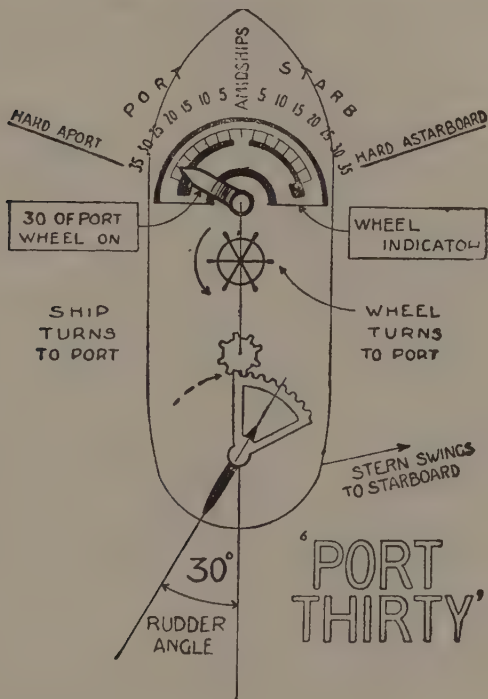 PORT
AMIDSHIPS
STARB
35 30 25 20 15 10 5
5 10 15 20 25 30 35
HARD APORT
HARD ASTARBOARD
30 OF PORT
WHEEL ON
WHEEL
INDICATOR
SHIP
TURNS
TO PORT
WHEEL
TURNS
TO PORT
STERN SWINGS
TO STARBOARD
30°
RUDDER
ANGLE
'PORT
THIRTY'